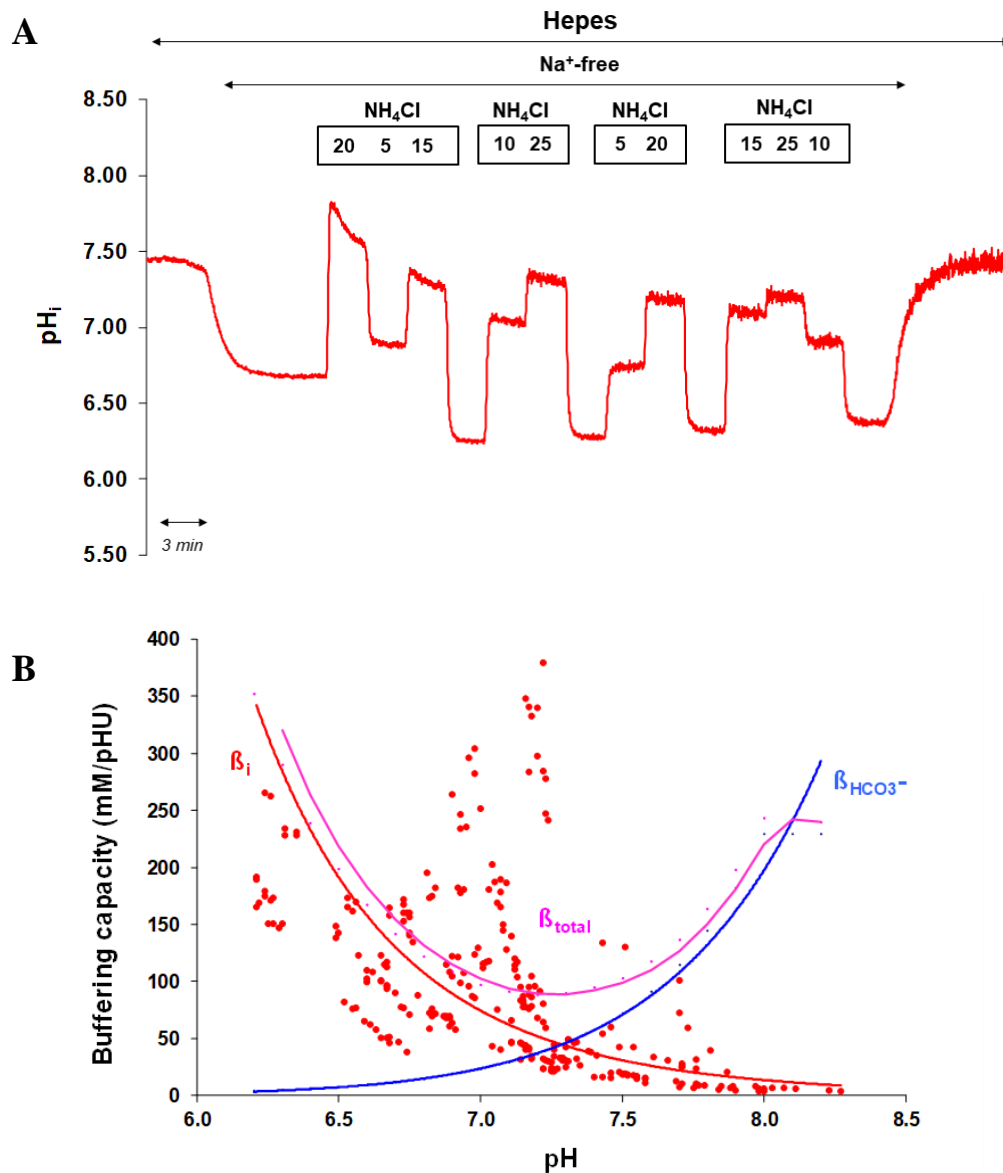 A
Hepes
Na+-free
NH4Cl NH4Cl NH4Cl NH4Cl
20 5 15 10 25 5 20 15 25 10
8.50
8.00
7.50
7.00
6.50
6.00
5.50
pHi
3 min
B
400
350
300
250
200
150
100
50
0
Buffering capacity (mM/pHU)
ßi
ßHCO3-
ßtotal
6.0 6.5 7.0 7.5 8.0 8.5
pH